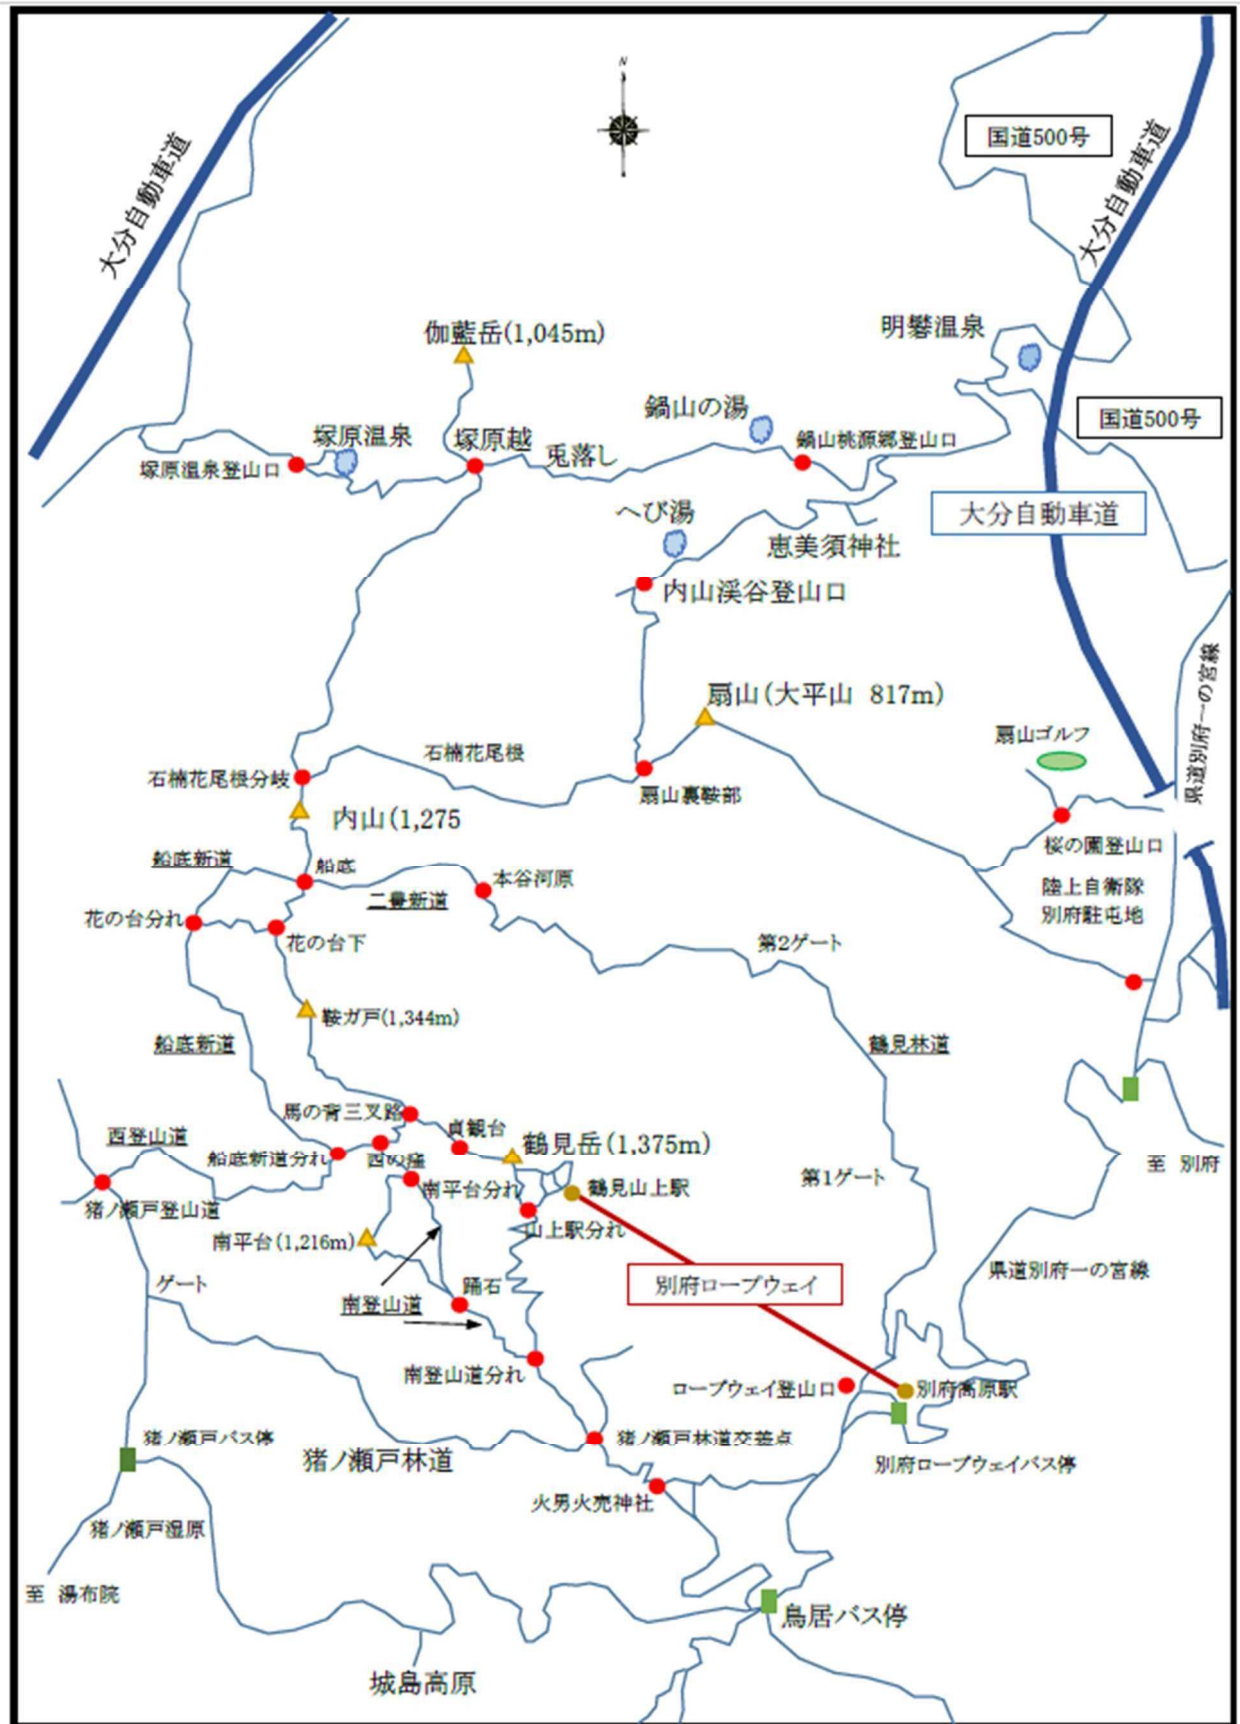 N
国道500号
大分自動車道
大分自動車道
伽藍岳(1,045m)
明礬温泉
鍋山の湯
国道500号
塚原温泉
塚原越
兎落し
鍋山桃源郷登山口
塚原温泉登山口
へび湯
大分自動車道
恵美須神社
内山渓谷登山口
県道別府一の宮線
扇山(大平山 817m)
扇山ゴルフ
石楠花尾根
石楠花尾根分岐
扇山裏鞍部
内山(1,275
桜の園登山口
船底新道
船底
本谷河原
二豊新道
陸上自衛隊
別府駐屯地
花の台分れ
花の台下
第2ゲート
鞍ガ戸(1,344m)
船底新道
鶴見林道
馬の背三叉路
貞観台
西登山道
鶴見岳(1,375m)
船底新道分れ
西の窪
至 別府
第1ゲート
南平台分れ
鶴見山上駅
猪ノ瀬戸登山道
山上駅分れ
南平台(1,216m)
県道別府一の宮線
ゲート
踊石
別府ロープウェイ
南登山道
南登山道分れ
ロープウェイ登山口
別府高原駅
猪ノ瀬戸バス停
猪ノ瀬戸林道交差点
猪ノ瀬戸林道
別府ロープウェイバス停
火男火売神社
猪ノ瀬戸湿原
至 湯布院
鳥居バス停
城島高原